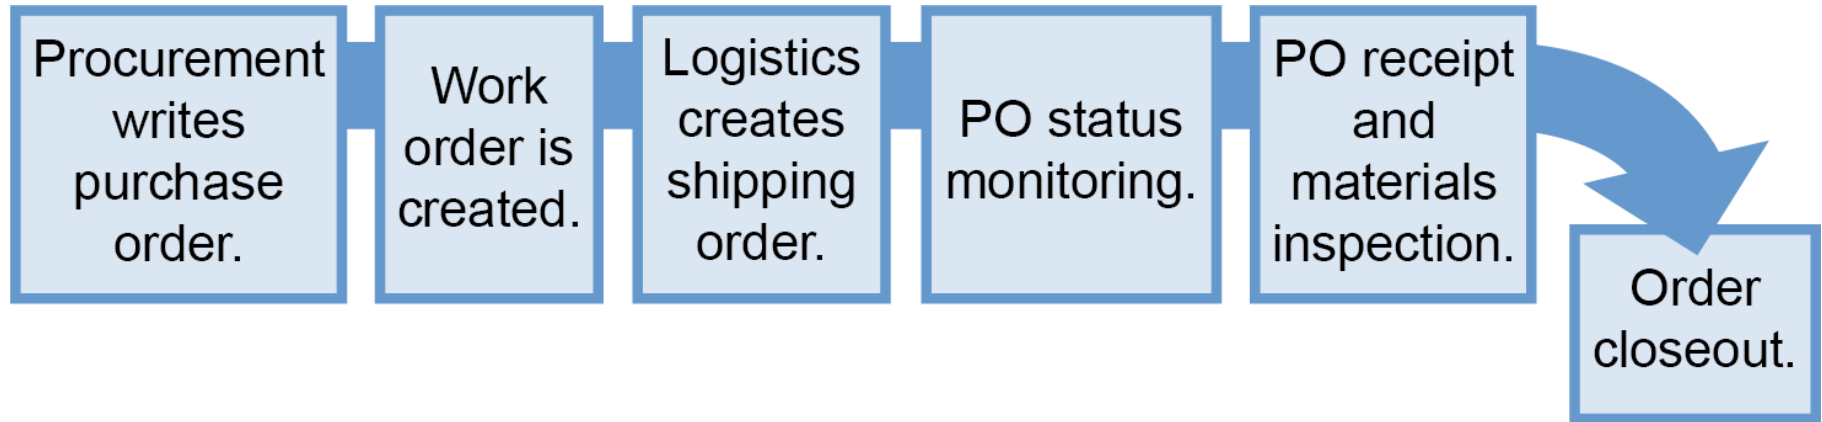 Procurement
writes
purchase
order.
Work
order is
created.
Logistics
creates
shipping
order.
PO status
monitoring.
PO receipt
and
materials
inspection.
Order
closeout.